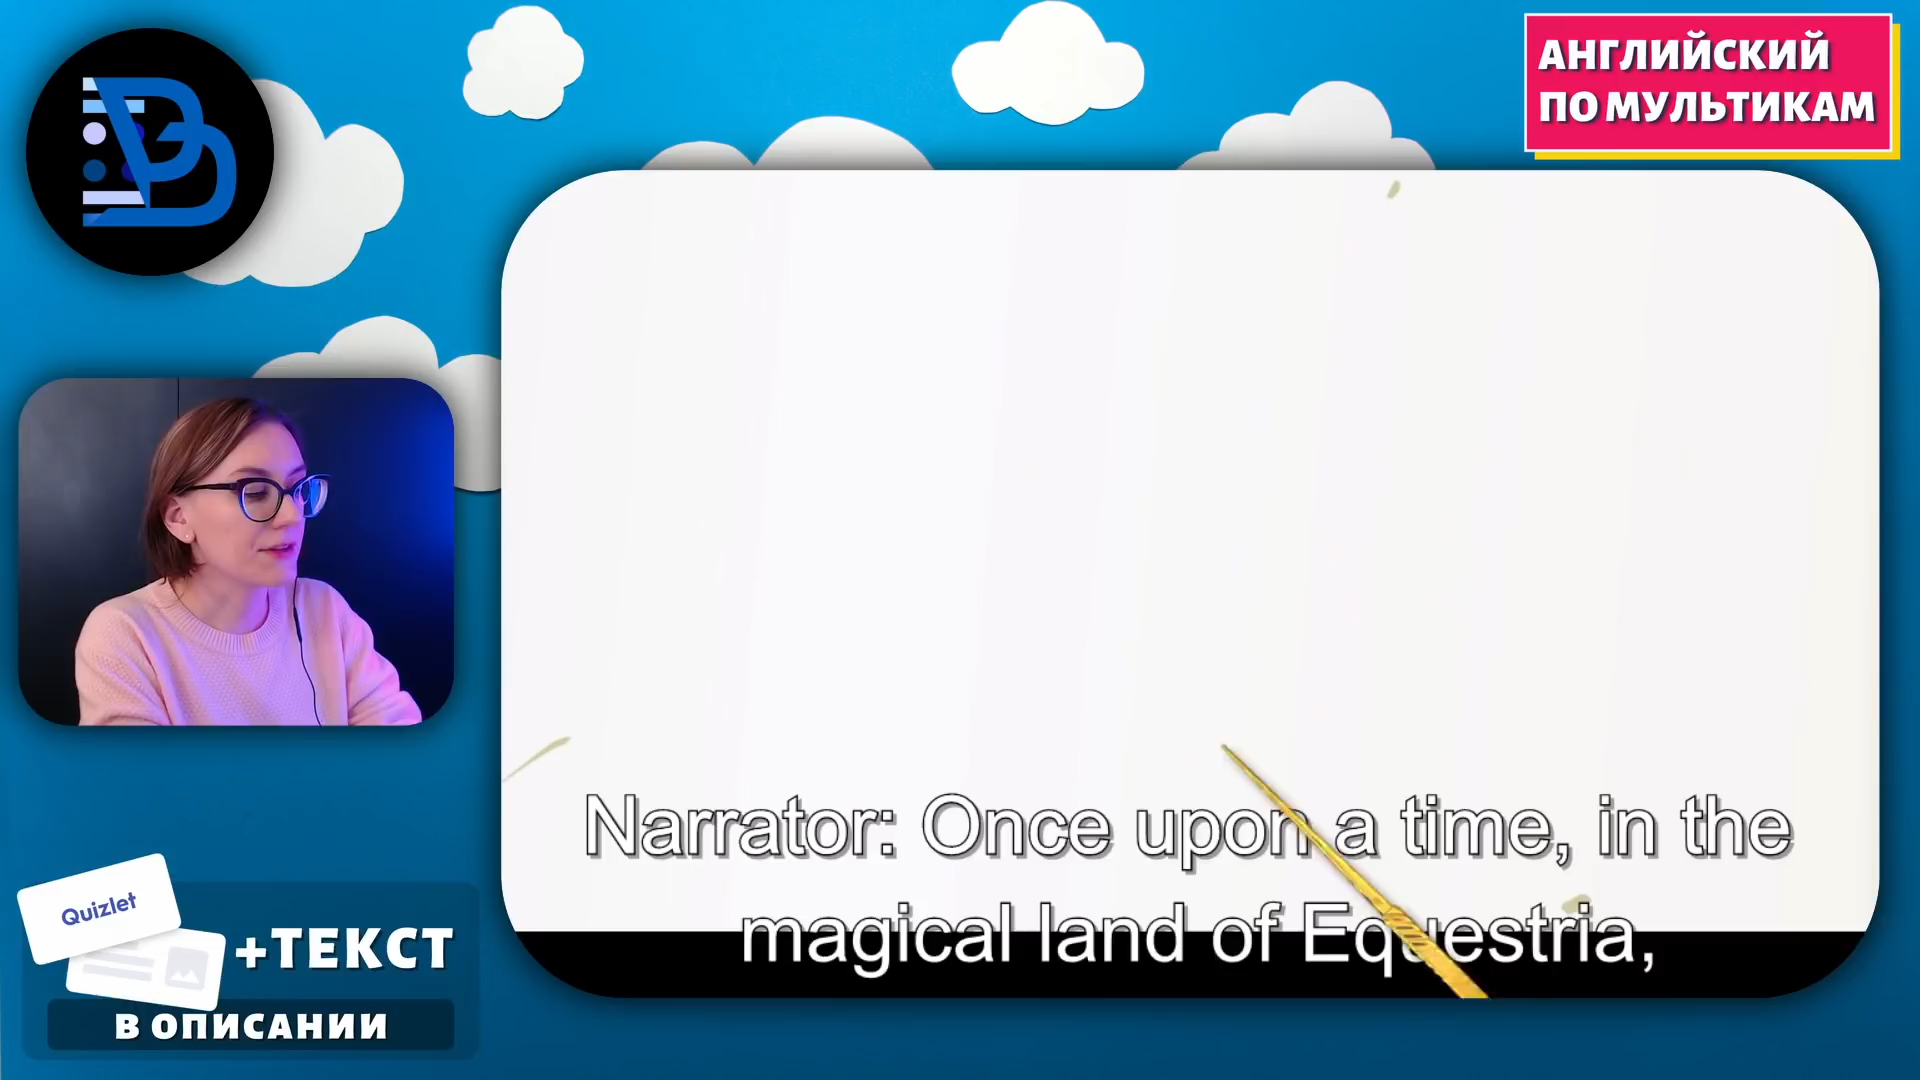 АНГЛИЙСКИЙ
ПО МУЛЬТИКАМ
Narrator: Once upon a time, in the
magical land of Equestria,
Quizlet
+ТЕКСТ
В ОПИСАНИИ